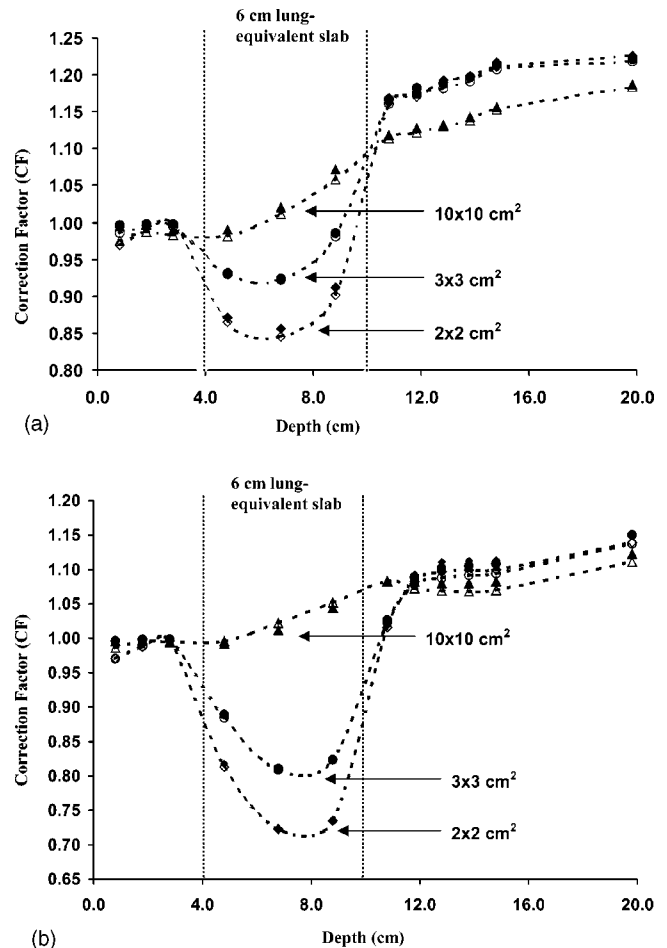 6 cm lung-
equivalent slab
1.25
1.20
1.15
1.10
1.05
1.00
0.95
0.90
0.85
0.80
Correction Factor (CF)
10x10 cm²
3x3 cm²
2x2 cm²
0.0 4.0 8.0 12.0 16.0 20.0
(a)
Depth (cm)
6 cm lung-
equivalent slab
1.20
1.15
1.10
1.05
1.00
0.95
0.90
0.85
0.80
0.75
0.70
0.65
Correction Factor (CF)
10x10 cm²
3x3 cm²
2x2 cm²
0.0 4.0 8.0 12.0 16.0 20.0
(b)
Depth (cm)